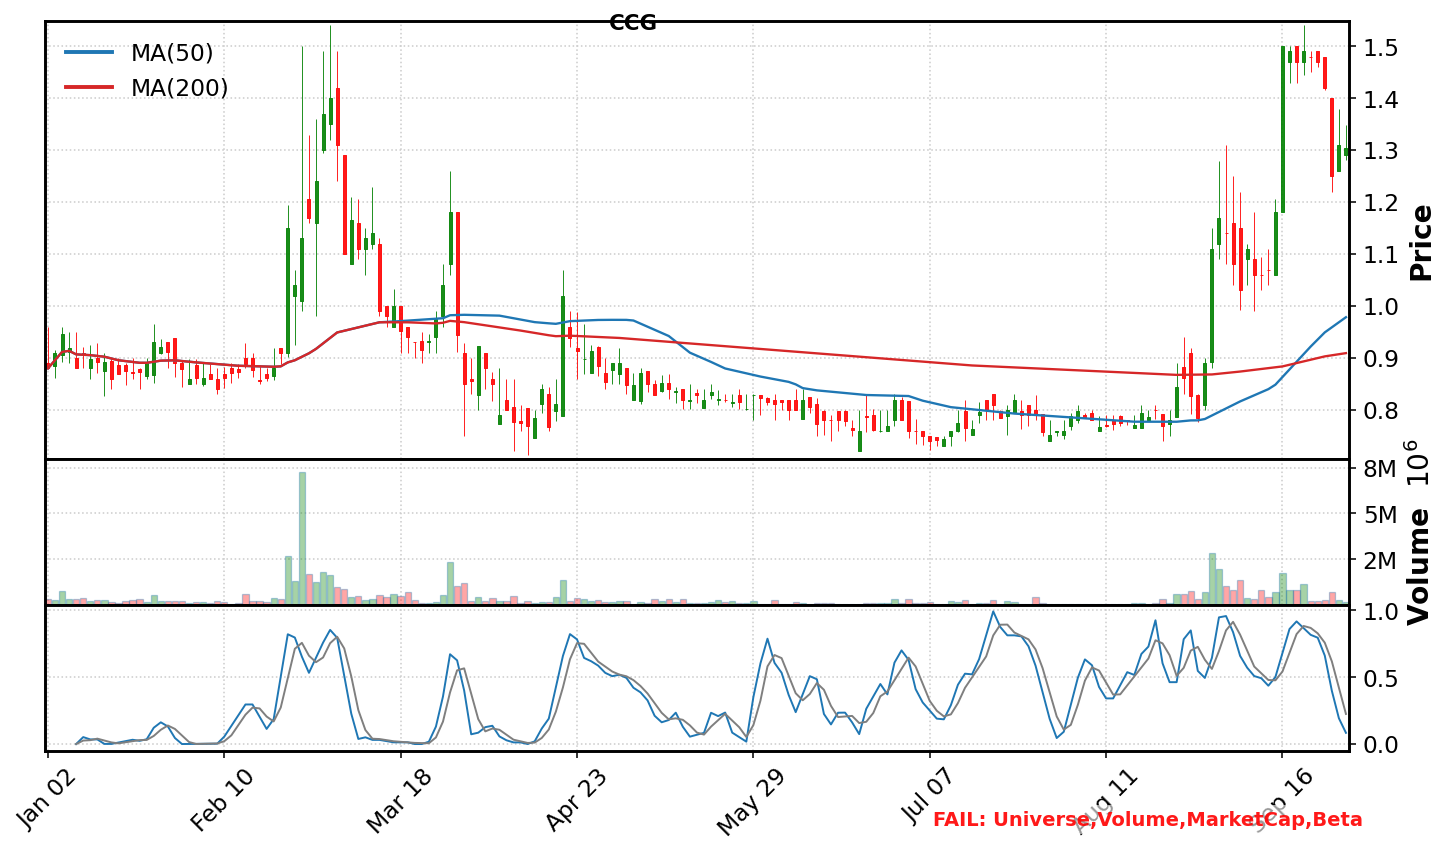 CCG
MA(50)
MA(200)
1.5
1.4
1.3
1.2
1.1
1.0
0.9
0.8
Price
8M
5M
2M
Volume 10^6
1.0
0.5
0.0
Jan 02
Feb 10
Mar 18
Apr 23
May 29
Jul 07
Aug 11
Sep 16
FAIL: Universe,Volume,MarketCap,Beta